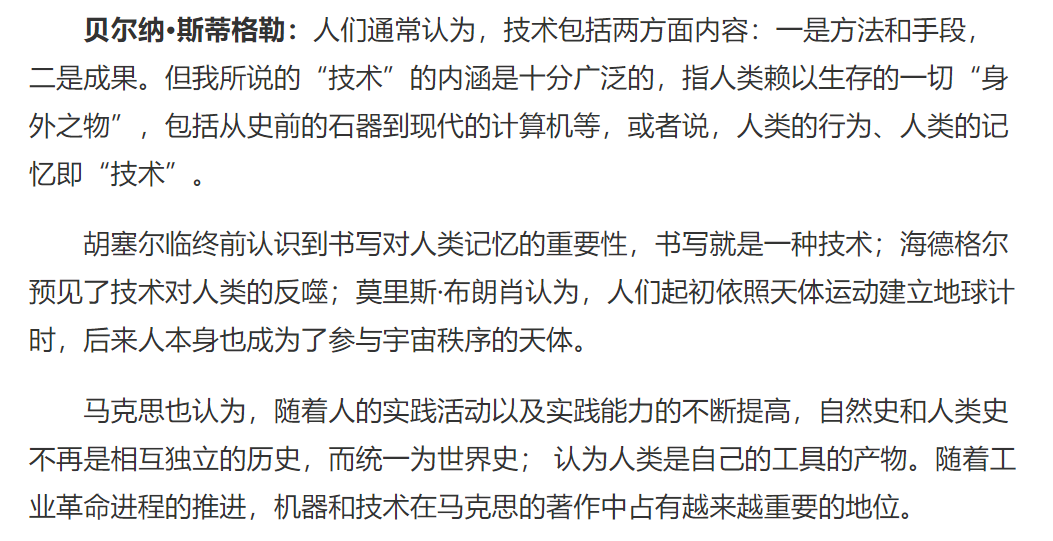 贝尔纳•斯蒂格勒：人们通常认为，技术包括两方面内容：一是方法和手段，
二是成果。但我所说的“技术”的内涵是十分广泛的，指人类赖以生存的一切“身
外之物”，包括从史前的石器到现代的计算机等，或者说，人类的行为、人类的记
忆即“技术”。
胡塞尔临终前认识到书写对人类记忆的重要性，书写就是一种技术；海德格尔
预见了技术对人类的反噬；莫里斯·布朗肖认为，人们起初依照天体运动建立地球计
时，后来人本身也成为了参与宇宙秩序的天体。
马克思也认为，随着人的实践活动以及实践能力的不断提高，自然史和人类史
不再是相互独立的历史，而统一为世界史； 认为人类是自己的工具的产物。随着工
业革命进程的推进，机器和技术在马克思的著作中占有越来越重要的地位。